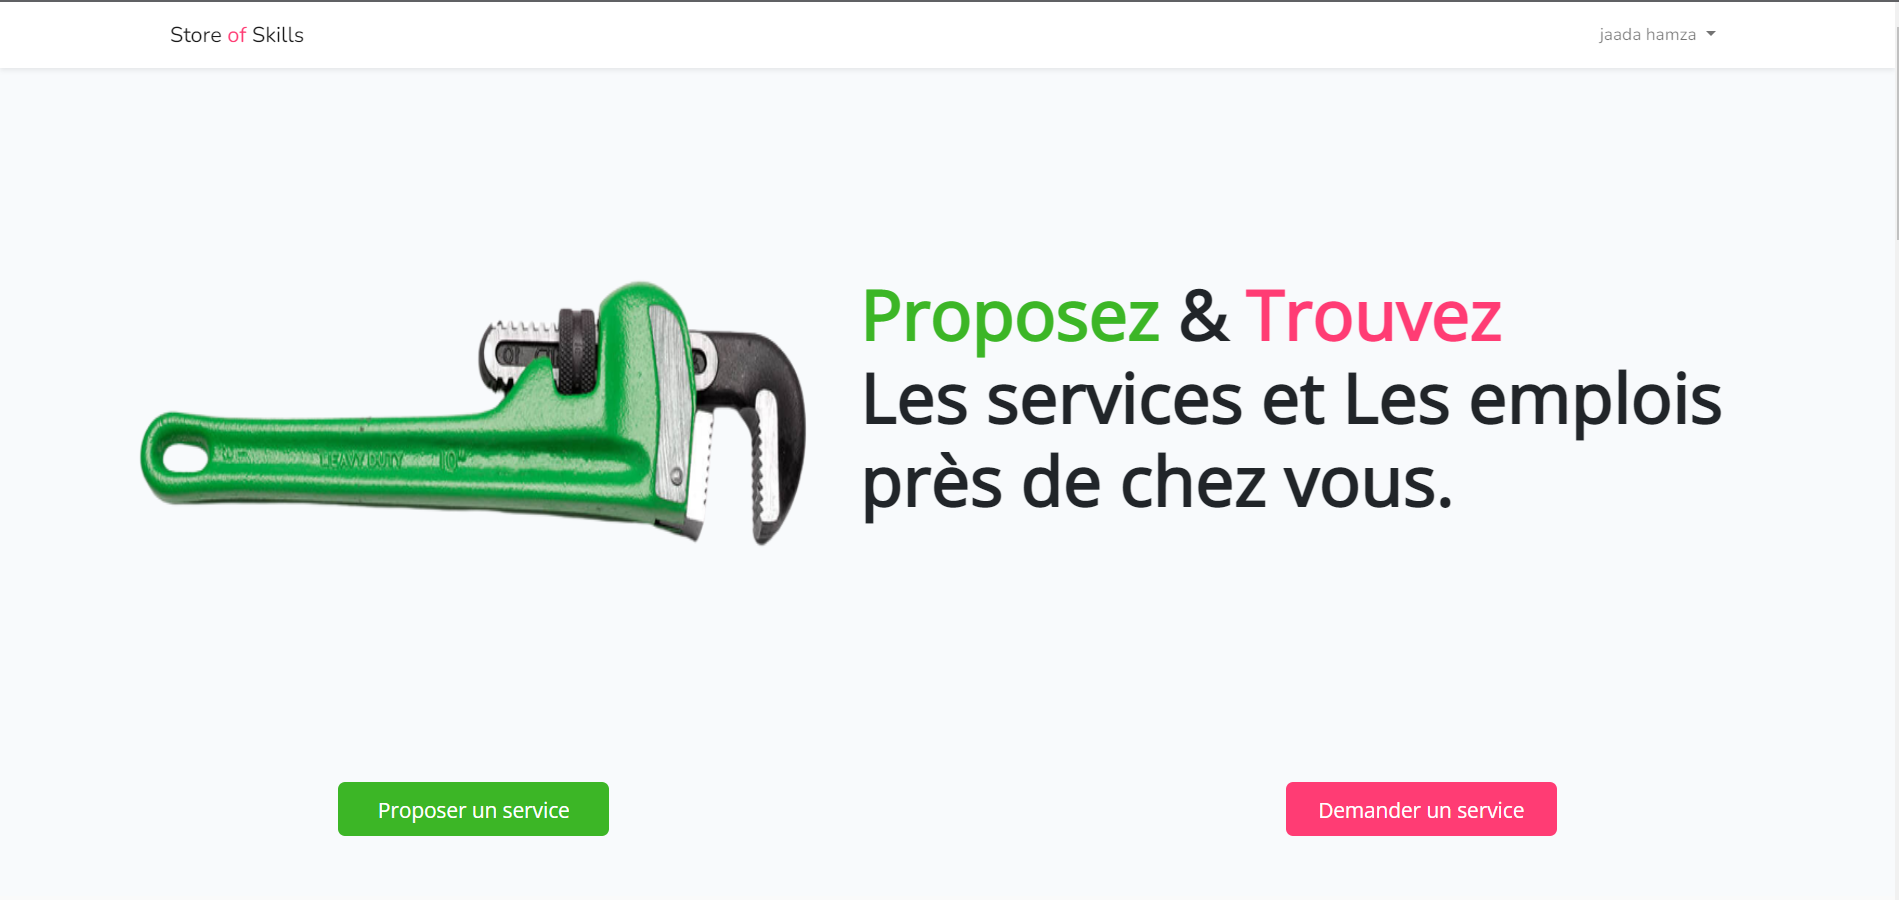 Store of Skills
jaada hamza
Proposez & Trouvez
Les services et Les emplois
près de chez vous.
HEAVY DUTY 10"
Proposer un service
Demander un service